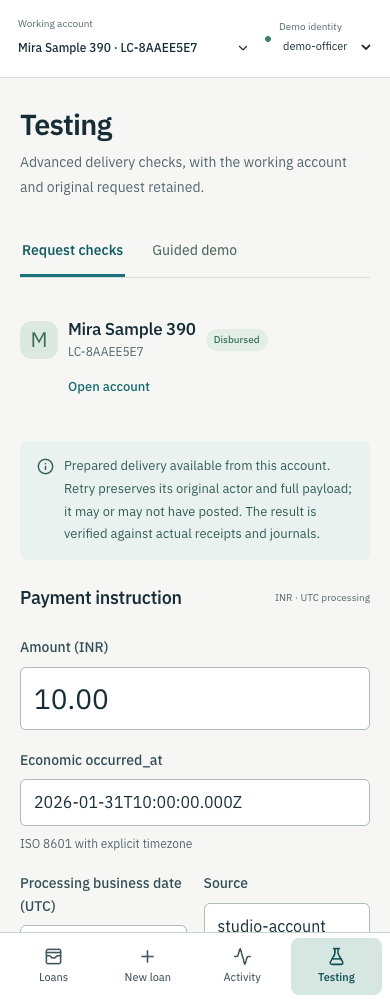 Working account
Demo identity
Mira Sample 390 · LC-8AAEE5E7
demo-officer
Testing
Advanced delivery checks, with the working account
and original request retained.
Request checks
Guided demo
M
Mira Sample 390
LC-8AAEE5E7
Disbursed
Open account
Prepared delivery available from this account.
Retry preserves its original actor and full payload;
it may or may not have posted. The result is
verified against actual receipts and journals.
Payment instruction
INR · UTC processing
Amount (INR)
10.00
Economic occurred_at
2026-01-31T10:00:00.000Z
ISO 8601 with explicit timezone
Processing business date
(UTC)
Source
studio-account
Loans
New loan
Activity
Testing